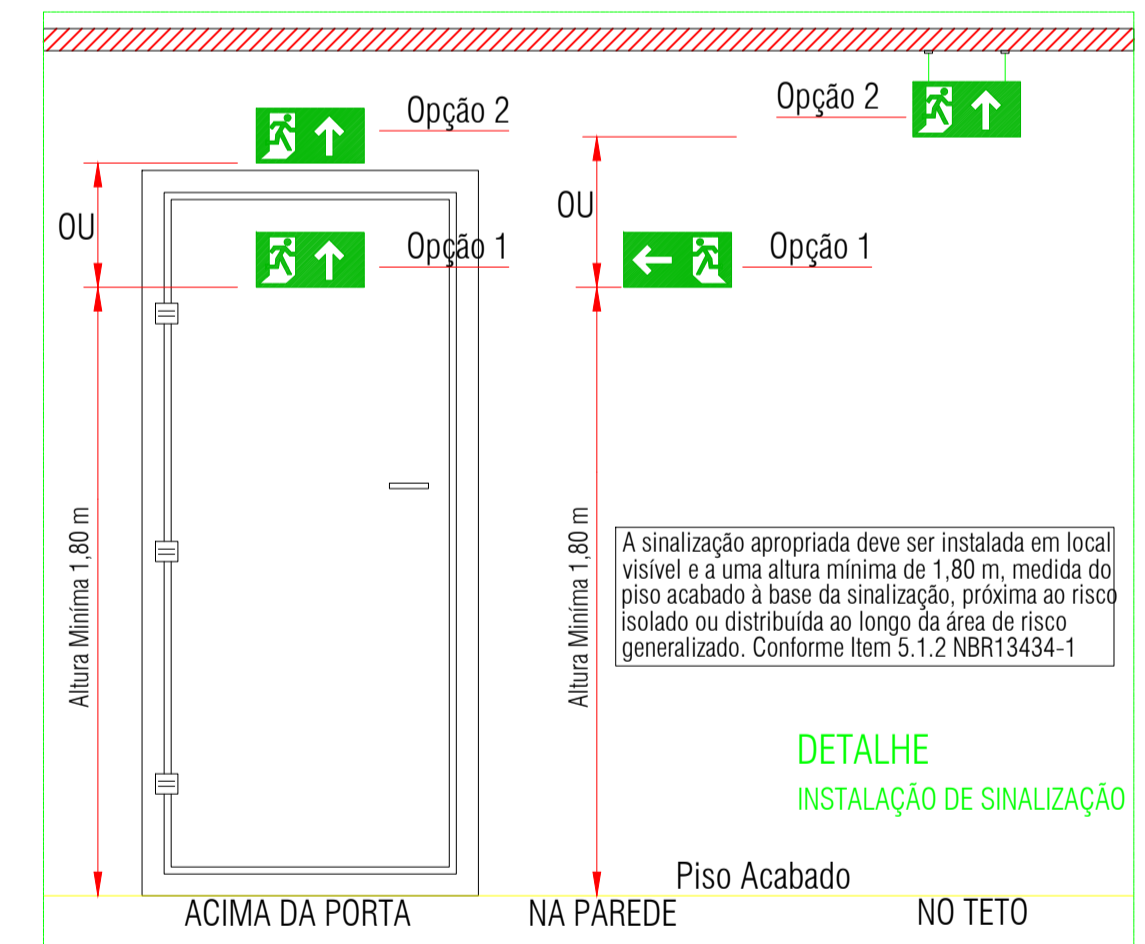 Opção 2
Opção 2
OU
OU
Opção 1
Opção 1
Altura Miníma 1,80 m
Altura Miníma 1,80 m
A sinalização apropriada deve ser instalada em local
visível e a uma altura mínima de 1,80 m, medida do
piso acabado à base da sinalização, próxima ao risco
isolado ou distribuída ao longo da área de risco
generalizado. Conforme Item 5.1.2 NBR13434-1
DETALHE
INSTALAÇÃO DE SINALIZAÇÃO
Piso Acabado
ACIMA DA PORTA
NA PAREDE
NO TETO